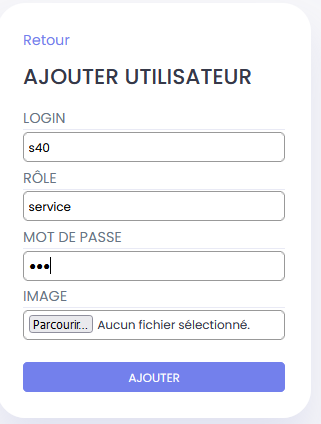 Retour
AJOUTER UTILISATEUR
LOGIN
s40
RÔLE
service
MOT DE PASSE
●●●
IMAGE
Parcourir... Aucun fichier sélectionné.
AJOUTER